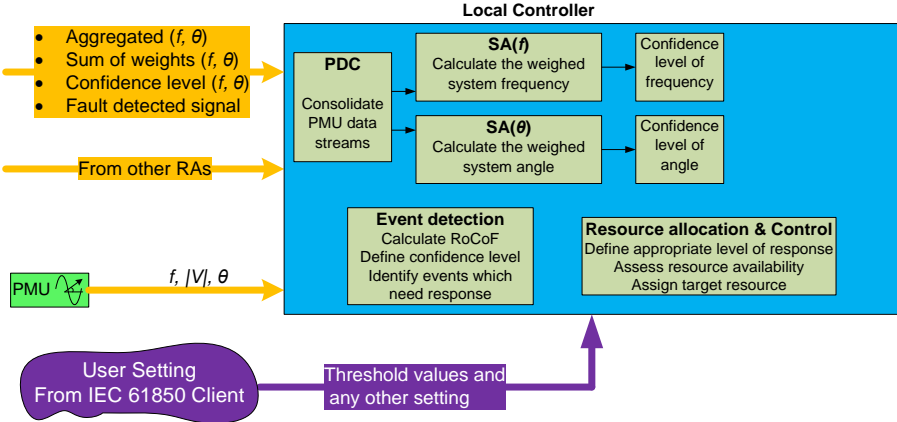 Local Controller
• Aggregated (f, θ)
• Sum of weights (f, θ)
• Confidence level (f, θ)
• Fault detected signal
From other RAs
PMU
f, |V|, θ
PDC
Consolidate
PMU data
streams
SA(f)
Calculate the weighed
system frequency
Confidence
level of
frequency
SA(θ)
Calculate the weighed
system angle
Confidence
level of
angle
Event detection
Calculate RoCoF
Define confidence level
Identify events which
need response
Resource allocation & Control
Define appropriate level of response
Assess resource availability
Assign target resource
User Setting
From IEC 61850 Client
Threshold values and
any other setting